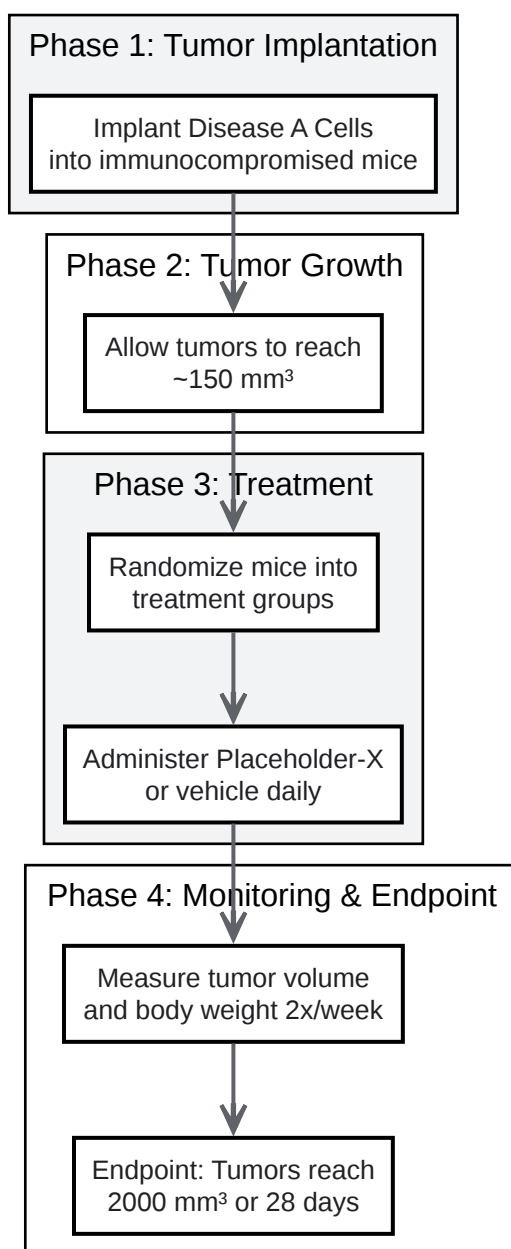 Phase 1: Tumor Implantation
Implant Disease A Cells
into immunocompromised mice
Phase 2: Tumor Growth
Allow tumors to reach
~150 mm³
Phase 3: Treatment
Randomize mice into
treatment groups
Administer Placeholder-X
or vehicle daily
Phase 4: Monitoring & Endpoint
Measure tumor volume
and body weight 2x/week
Endpoint: Tumors reach
2000 mm³ or 28 days